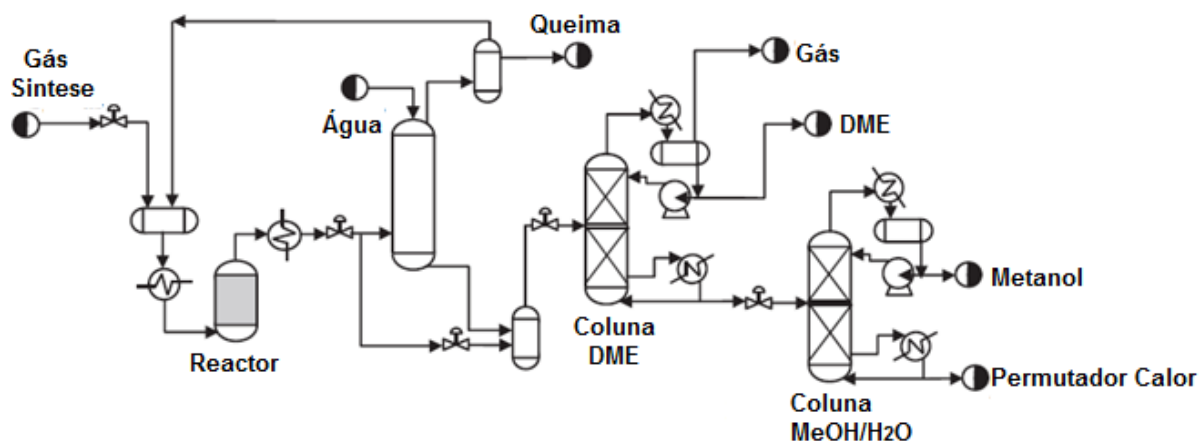 Queima
Gás
Gás
Sintese
DME
Água
Metanol
Reactor
Coluna
DME
Permutador Calor
Coluna
MeOH/H2O